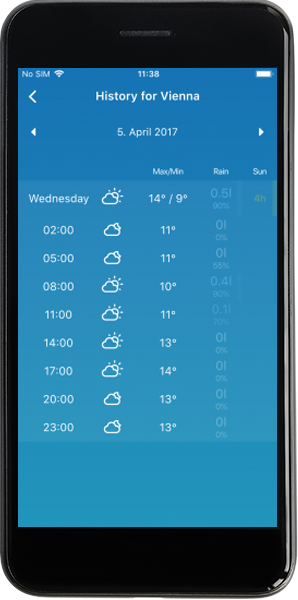 No SIM 11:38
History for Vienna
5. April 2017
Max/Min Rain Sun
Wednesday 14° / 9° 0.5l 4h
90%
02:00 11° 0l
0%
05:00 11° 0l
55%
08:00 10° 0.4l
90%
11:00 11° 0.1l
70%
14:00 13° 0l
0%
17:00 14° 0l
0%
20:00 13° 0l
0%
23:00 13° 0l
0%